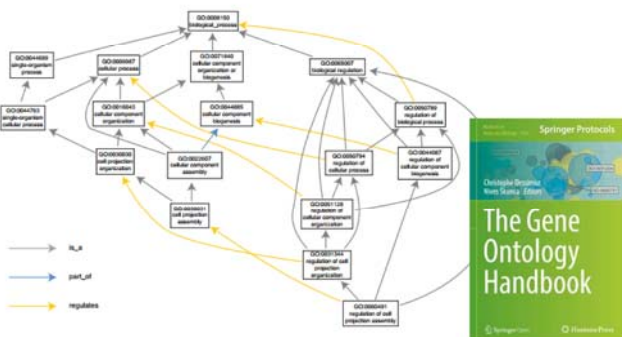 GO:0008150
biological_process
GO:0044699
single-organism
process
GO:0009987
cellular process
GO:0071840
cellular component
organization or
biogenesis
GO:0065007
biological regulation
GO:0044763
single-organism
cellular process
GO:0016043
cellular component
organization
GO:0044085
cellular component
biogenesis
GO:0050789
regulation of
biological process
GO:0030030
cell projection
organization
GO:0022607
cellular component
assembly
GO:0050794
regulation of
cellular process
GO:0044087
regulation of
cellular component
biogenesis
GO:0030031
cell projection
assembly
GO:0051128
regulation of
cellular component
organization
GO:0031344
regulation of cell
projection
organization
GO:0060491
regulation of cell
projection assembly
is_a
part_of
regulates
Springer Protocols
Christophe Dessimoz
Nives Škunca Editors
The Gene
Ontology
Handbook
Springer Open
Humana Press